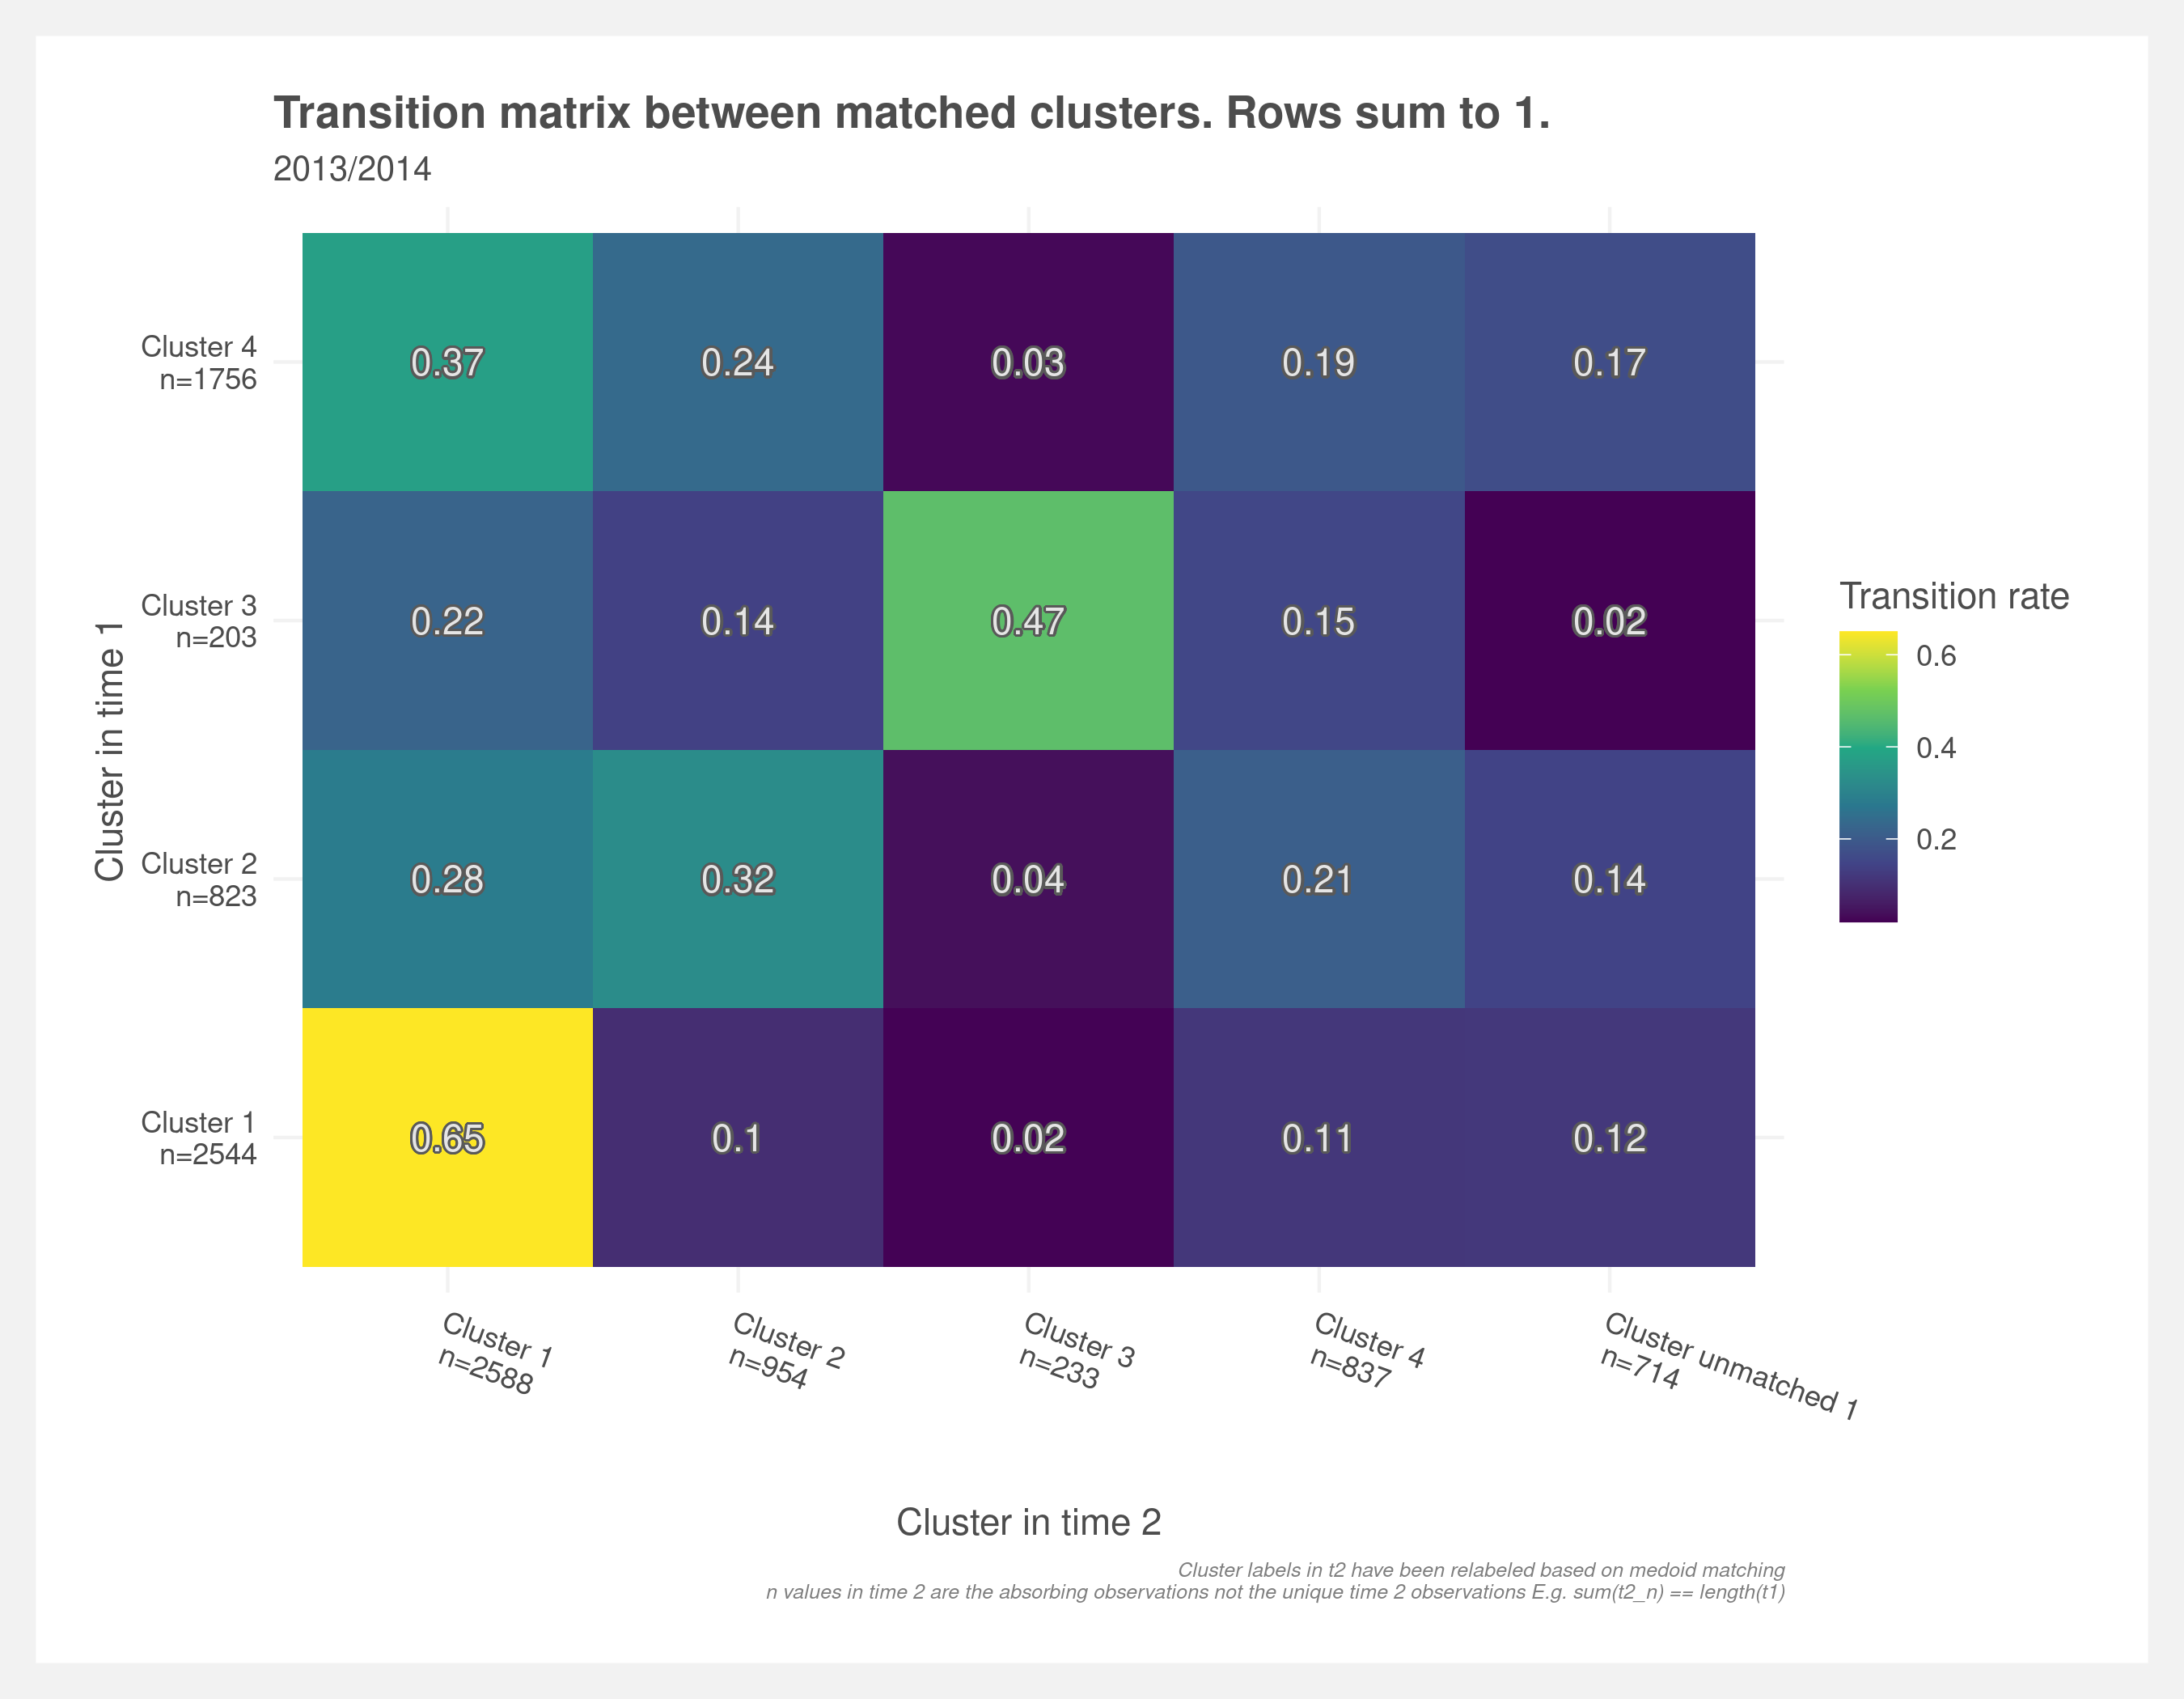 Transition matrix between matched clusters. Rows sum to 1.
2013/2014
Cluster in time 1
Cluster 4
n=1756
0.37 0.24 0.03 0.19 0.17
Cluster 3
n=203
0.22 0.14 0.47 0.15 0.02
Cluster 2
n=823
0.28 0.32 0.04 0.21 0.14
Cluster 1
n=2544
0.65 0.1 0.02 0.11 0.12
Cluster 1
n=2588
Cluster 2
n=954
Cluster 3
n=233
Cluster 4
n=837
Cluster unmatched 1
n=714
Cluster in time 2
Transition rate
0.6
0.4
0.2
Cluster labels in t2 have been relabeled based on medoid matching
n values in time 2 are the absorbing observations not the unique time 2 observations E.g. sum(t2_n) == length(t1)